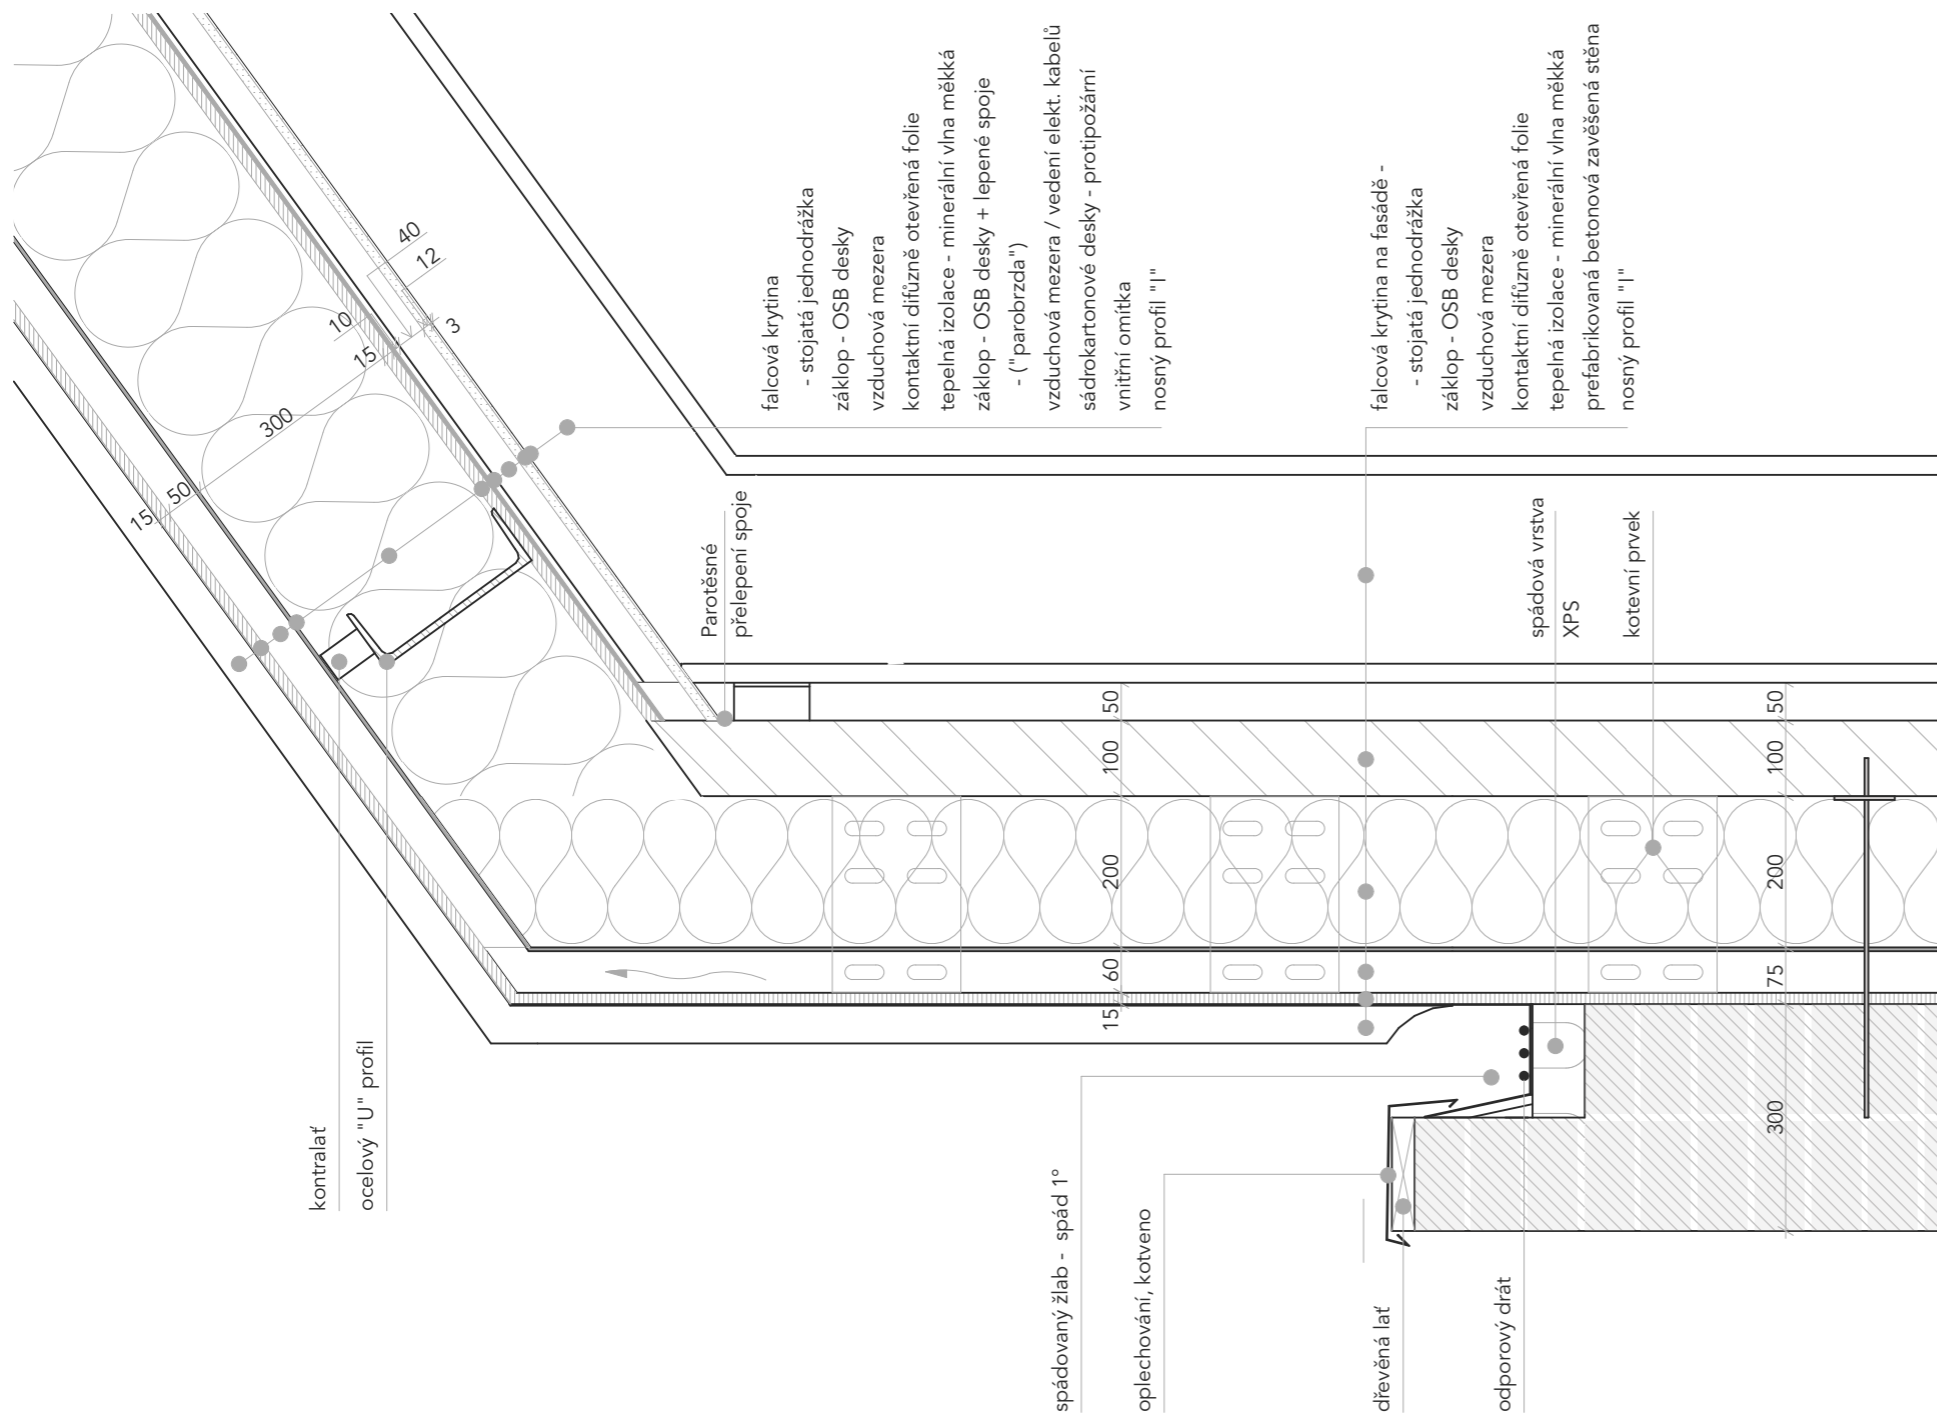 falcová krytina
- stojatá jednodrážka
záklop - OSB desky
vzduchová mezera
kontaktní difůzně otevřená folie
tepelná izolace - minerální vlna měkká
záklop - OSB desky + lepené spoje
- ("parobrzda")
vzduchová mezera / vedení elekt. kabelů
sádrokartonové desky - protipožární
vnitřní omítka
nosný profil "I"
falcová krytina na fasádě -
- stojatá jednodrážka
záklop - OSB desky
vzduchová mezera
kontaktní difůzně otevřená folie
tepelná izolace - minerální vlna měkká
prefabrikovaná betonová zavěšená stěna
nosný profil "I"
Parotěsné
přelepení spoje
spádová vrstva
XPS
kotevní prvek
kontralať
ocelový "U" profil
spádovaný žlab - spád 1°
oplechování, kotveno
dřevěná lať
odporový drát
15
50
300
15
10
40
12
3
50
100
200
60
15
50
100
200
75
300